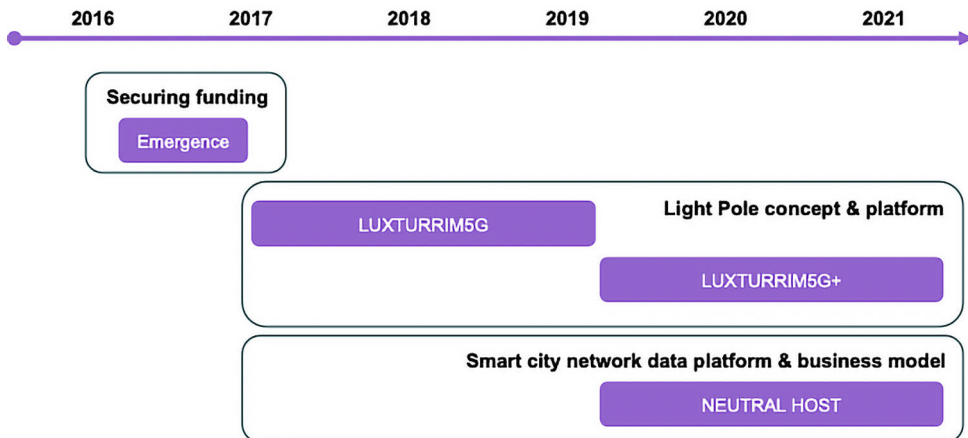 2016 2017 2018 2019 2020 2021
Securing funding
Emergence
Light Pole concept & platform
LUXTURRIM5G
LUXTURRIM5G+
Smart city network data platform & business model
NEUTRAL HOST